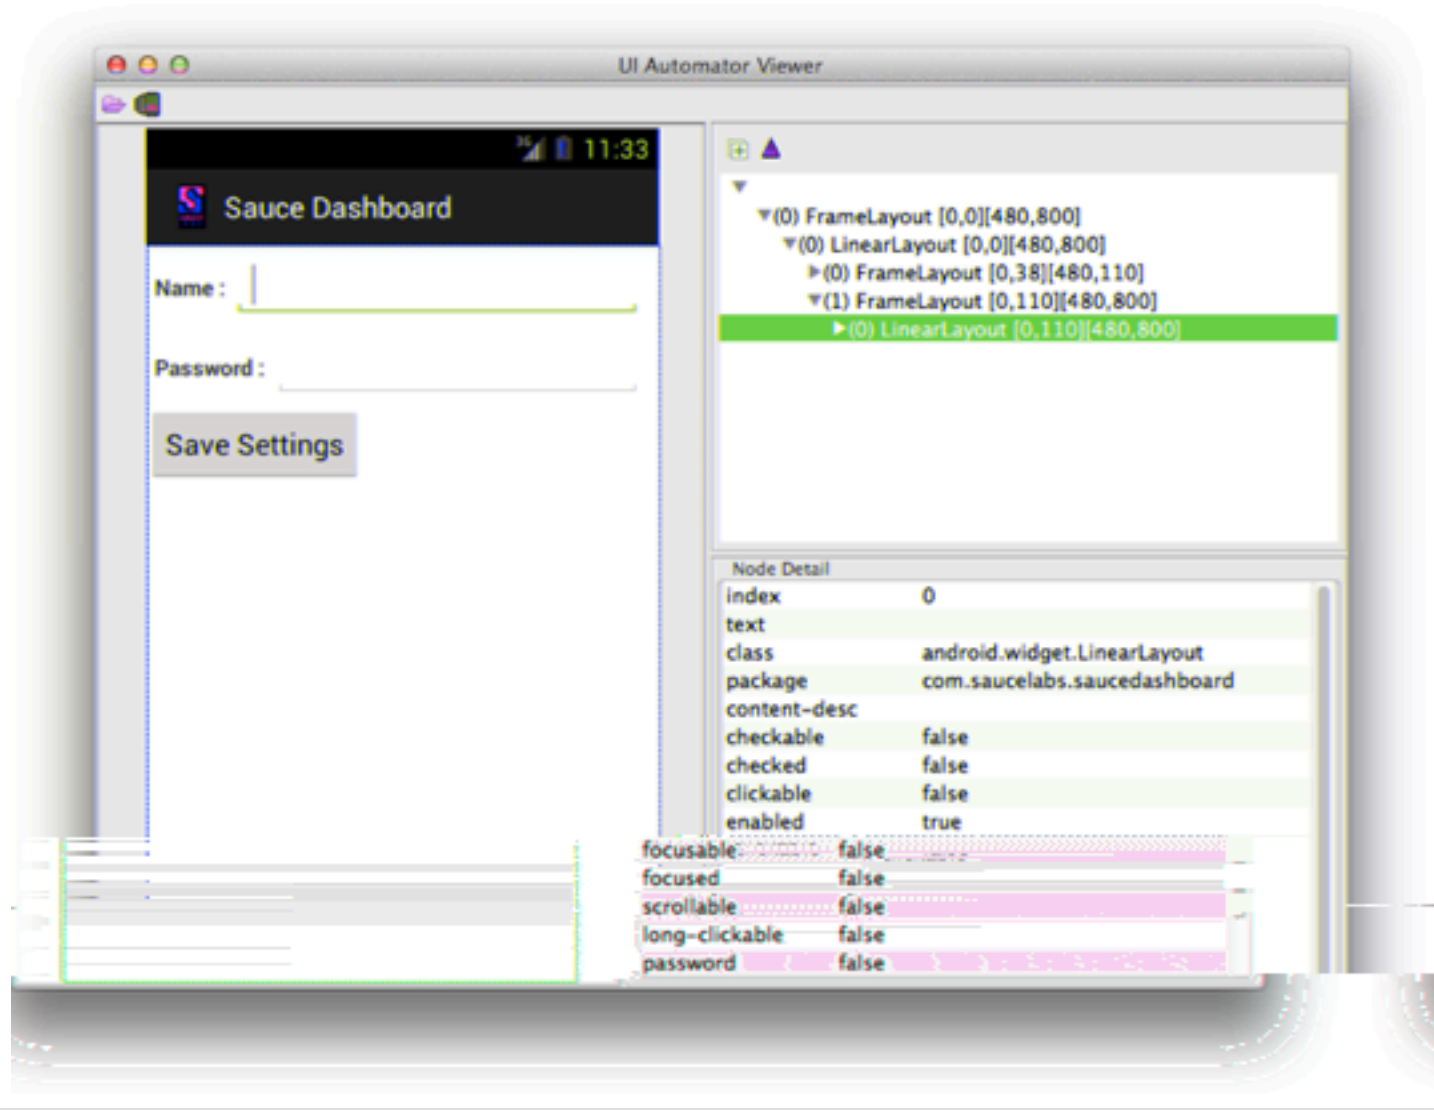 UI Automator Viewer
3G 11:33
Sauce Dashboard
Name :
Password :
Save Settings
(0) FrameLayout [0,0][480,800]
(0) LinearLayout [0,0][480,800]
(0) FrameLayout [0,38][480,110]
(1) FrameLayout [0,110][480,800]
(0) LinearLayout [0,110][480,800]
Node Detail
index 0
text
class android.widget.LinearLayout
package com.saucelabs.saucedashboard
content-desc
checkable false
checked false
clickable false
enabled true
focusable false
focused false
scrollable false
long-clickable false
password false